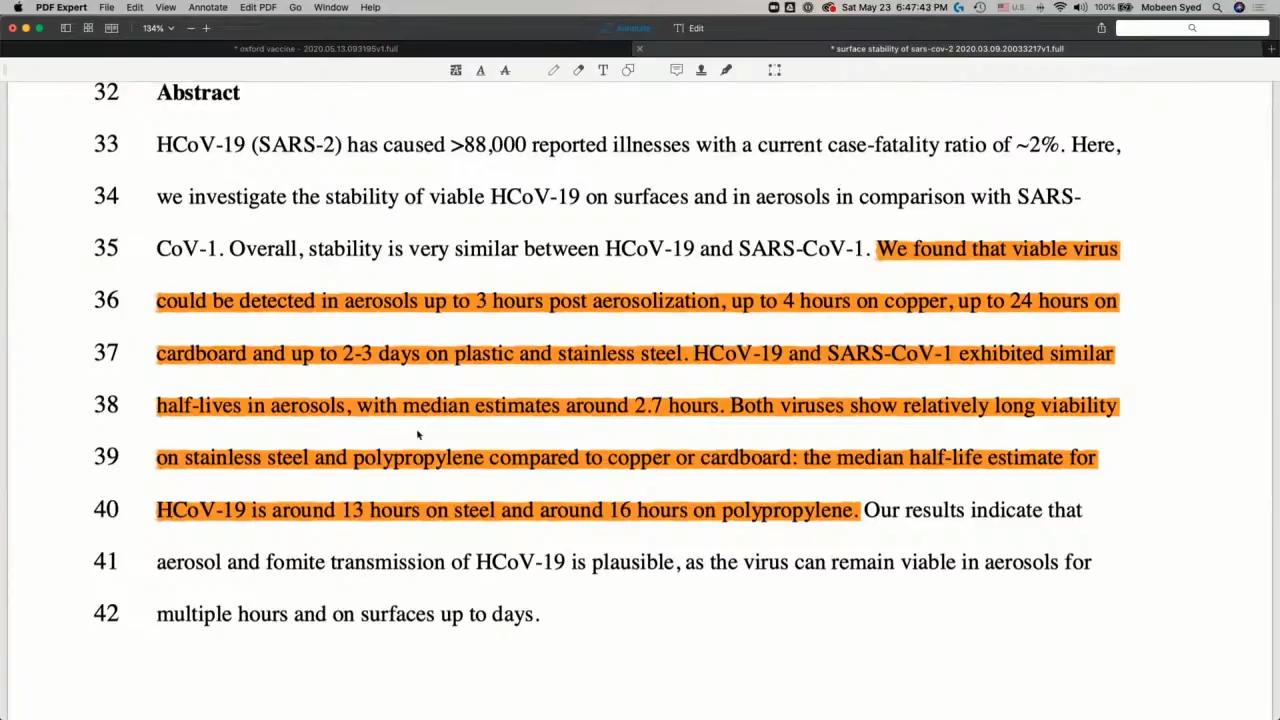 PDF Expert File Edit View Annotate Edit PDF Go Window Help 100% Sat May 23 6:47:43 PM U.S. Mobeen Syed
134% Annotate Edit
* oxford vaccine - 2020.05.13.093195v1.full * surface stability of sars-cov-2 2020.03.09.20033217v1.full
32 Abstract
33 HCoV-19 (SARS-2) has caused >88,000 reported illnesses with a current case-fatality ratio of ~2%. Here,
34 we investigate the stability of viable HCoV-19 on surfaces and in aerosols in comparison with SARS-
35 CoV-1. Overall, stability is very similar between HCoV-19 and SARS-CoV-1. We found that viable virus
36 could be detected in aerosols up to 3 hours post aerosolization, up to 4 hours on copper, up to 24 hours on
37 cardboard and up to 2-3 days on plastic and stainless steel. HCoV-19 and SARS-CoV-1 exhibited similar
38 half-lives in aerosols, with median estimates around 2.7 hours. Both viruses show relatively long viability
39 on stainless steel and polypropylene compared to copper or cardboard: the median half-life estimate for
40 HCoV-19 is around 13 hours on steel and around 16 hours on polypropylene. Our results indicate that
41 aerosol and fomite transmission of HCoV-19 is plausible, as the virus can remain viable in aerosols for
42 multiple hours and on surfaces up to days.